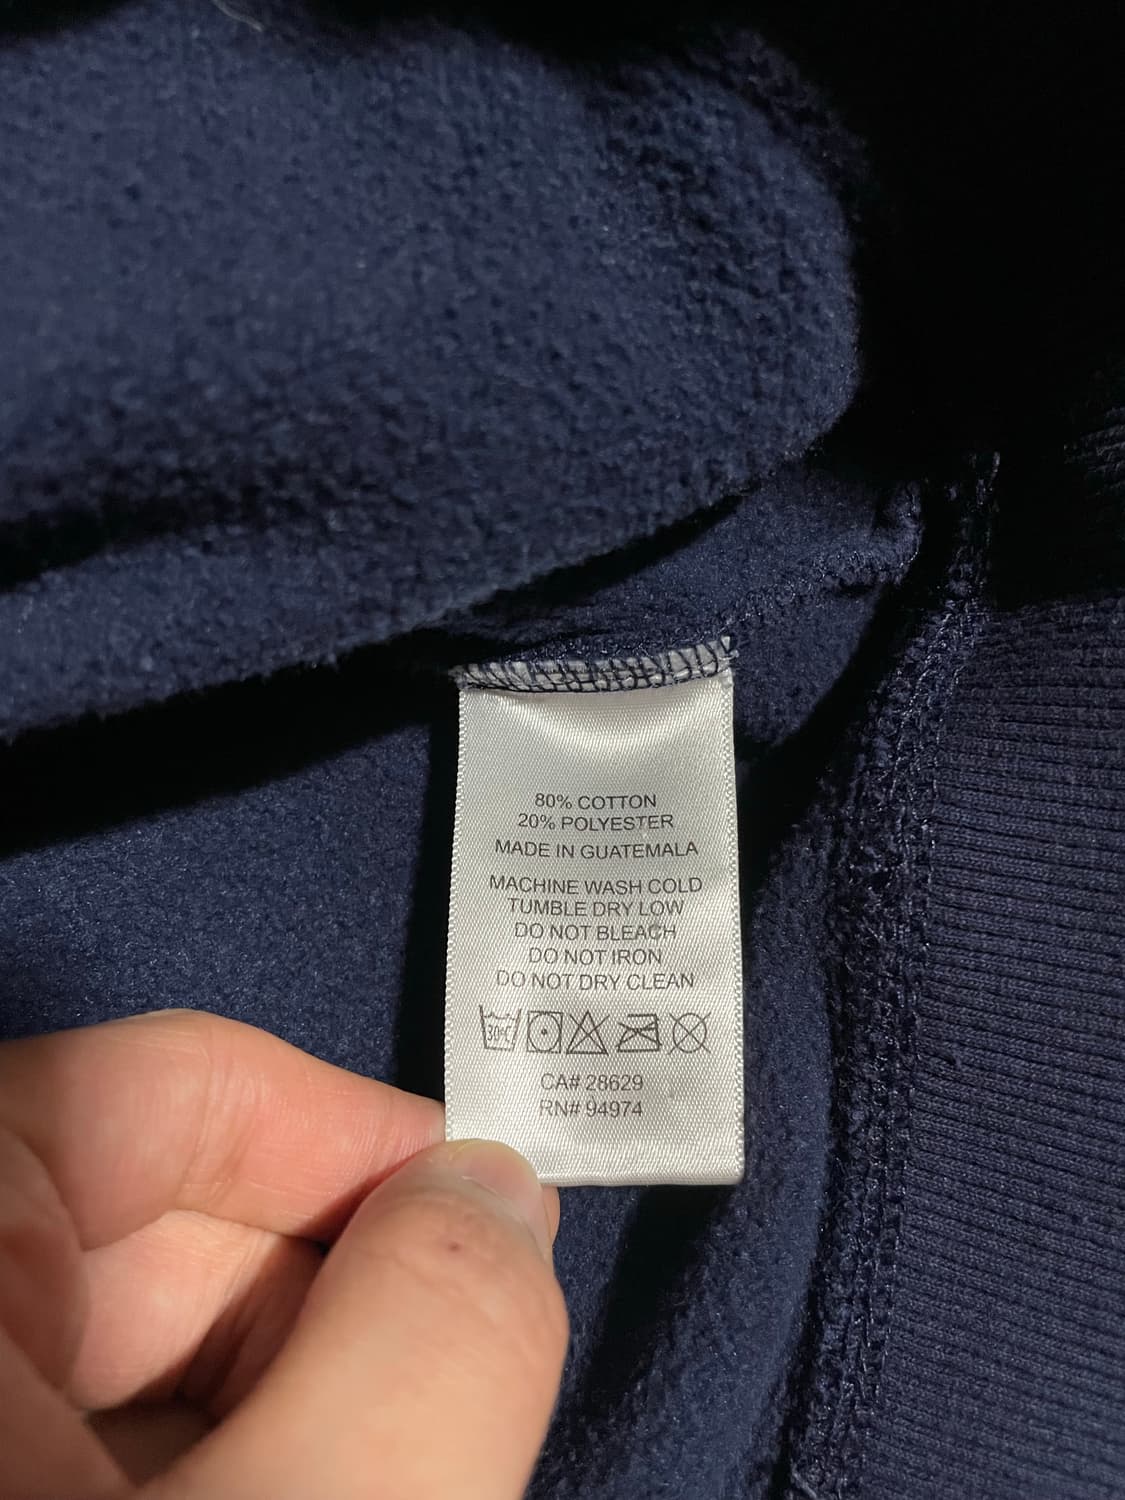 80% COTTON
20% POLYESTER
MADE IN GUATEMALA
MACHINE WASH COLD
TUMBLE DRY LOW
DO NOT BLEACH
DO NOT IRON
DO NOT DRY CLEAN
30°C
CA# 28629
RN# 94974